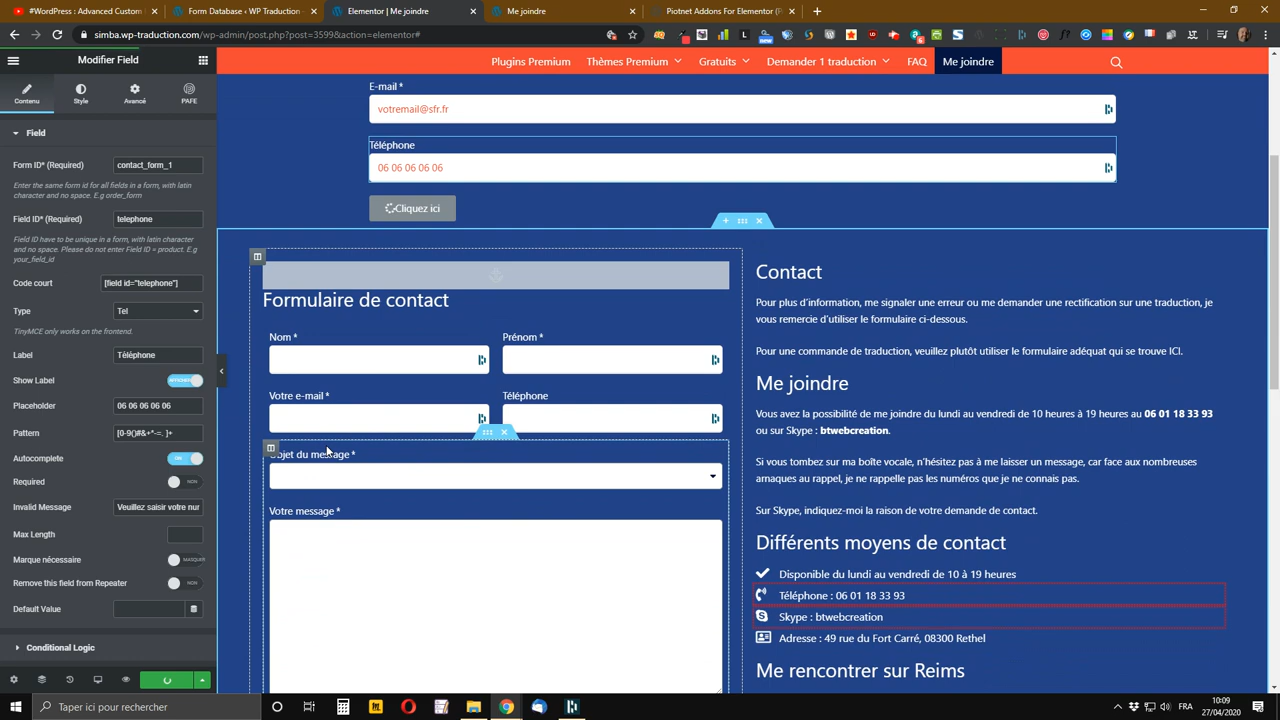 #WordPress : Advanced Custom
Elementor | Me Protection
Elementor | Me Protection
Piotnet Addons For Elementor P
simba.wp-traduction.com/wp-admin/post.php?post=3599&action=elementor#
Modifier Field
Plugins Premium
Thèmes Premium
Gratuits
Demander 1 traduction
FAQ
Me joindre
Contenu
Style
Avancé
PAFE
Field
Form ID* (Required)
contact_form_1
Enter the same form id for all fields in a form, with latin
character and no space. E.g order_form
Field ID* (Required)
telephone
Field ID have to be unique in a form, with latin character
and no space. Please do not enter Field ID = product. E.g
your_field_id
Code court
[field id="telephone"]
Type
Tel
TinyMCE only works on the frontend.
Label
Téléphone
Show Label
Placeholder
06 06 06 06 06
Pattern
[0-9()#&+*-=. ]+
Autocomplete
Required
NON
Invalid Message
Veuillez saisir votre nur
Max Length
Marque nécessaire
MASQUER
Remove this field from Repeater
NON
Default Value
Conditional Logic
E-mail *
votremail@sfr.fr
Téléphone
06 06 06 06 06
Cliquez ici
Formulaire de contact
Nom *
Prénom *
Votre e-mail *
Téléphone
Objet du message *
Votre message *
Contact
Pour plus d'information, me signaler une erreur ou me demander une rectification sur une traduction, je
vous remercie d'utiliser le formulaire ci-dessous.
Pour une commande de traduction, veuillez plutôt utiliser le formulaire adéquat qui se trouve ICI.
Me joindre
Vous avez la possibilité de me joindre du lundi au vendredi de 10 heures à 19 heures au 06 01 18 33 93
ou sur Skype : btwebcreation.
Si vous tombez sur ma boîte vocale, n'hésitez pas à me laisser un message, car face aux nombreuses
arnaques au rappel, je ne rappelle pas les numéros que je ne connais pas.
Sur Skype, indiquez-moi la raison de votre demande de contact.
Différents moyens de contact
Disponible du lundi au vendredi de 10 à 19 heures
Téléphone : 06 01 18 33 93
Skype : btwebcreation
Adresse : 49 rue du Fort Carré, 08300 Rethel
Me rencontrer sur Reims
Taper ici pour rechercher
FRA
10:09
27/04/2020